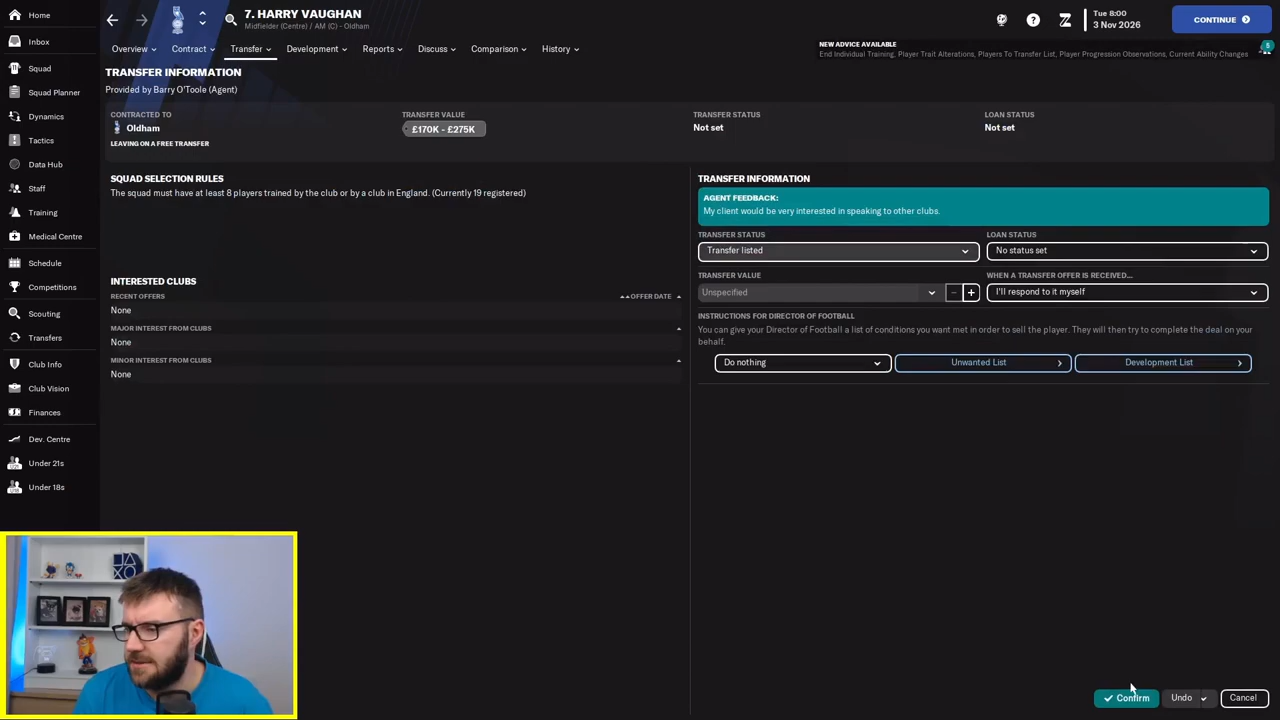 Home
7. HARRY VAUGHAN
Midfielder (Centre) / AM (C) - Oldham
Tue 8:00
3 Nov 2026
CONTINUE
Inbox
Overview
Contract
Transfer
Development
Reports
Discuss
Comparison
History
NEW ADVICE AVAILABLE
End Individual Training, Player Trait Alterations, Players To Transfer List, Player Progression Observations, Current Ability Changes
5
Squad
Squad Planner
Dynamics
Tactics
Data Hub
Staff
Training
Medical Centre
Schedule
Competitions
Scouting
Transfers
Club Info
Club Vision
Finances
Dev. Centre
Under 21s
Under 18s
TRANSFER INFORMATION
Provided by Barry O'Toole (Agent)
CONTRACTED TO
Oldham
LEAVING ON A FREE TRANSFER
TRANSFER VALUE
£170K - £275K
TRANSFER STATUS
Not set
LOAN STATUS
Not set
SQUAD SELECTION RULES
The squad must have at least 8 players trained by the club or by a club in England. (Currently 19 registered)
INTERESTED CLUBS
RECENT OFFERS
OFFER DATE
None
MAJOR INTEREST FROM CLUBS
None
MINOR INTEREST FROM CLUBS
None
TRANSFER INFORMATION
AGENT FEEDBACK:
My client would be very interested in speaking to other clubs.
TRANSFER STATUS
Transfer listed
LOAN STATUS
No status set
TRANSFER VALUE
Unspecified
WHEN A TRANSFER OFFER IS RECEIVED...
I'll respond to it myself
INSTRUCTIONS FOR DIRECTOR OF FOOTBALL
You can give your Director of Football a list of conditions you want met in order to sell the player. They will then try to complete the deal on your
behalf.
Do nothing
Unwanted List
Development List
Confirm
Undo
Cancel